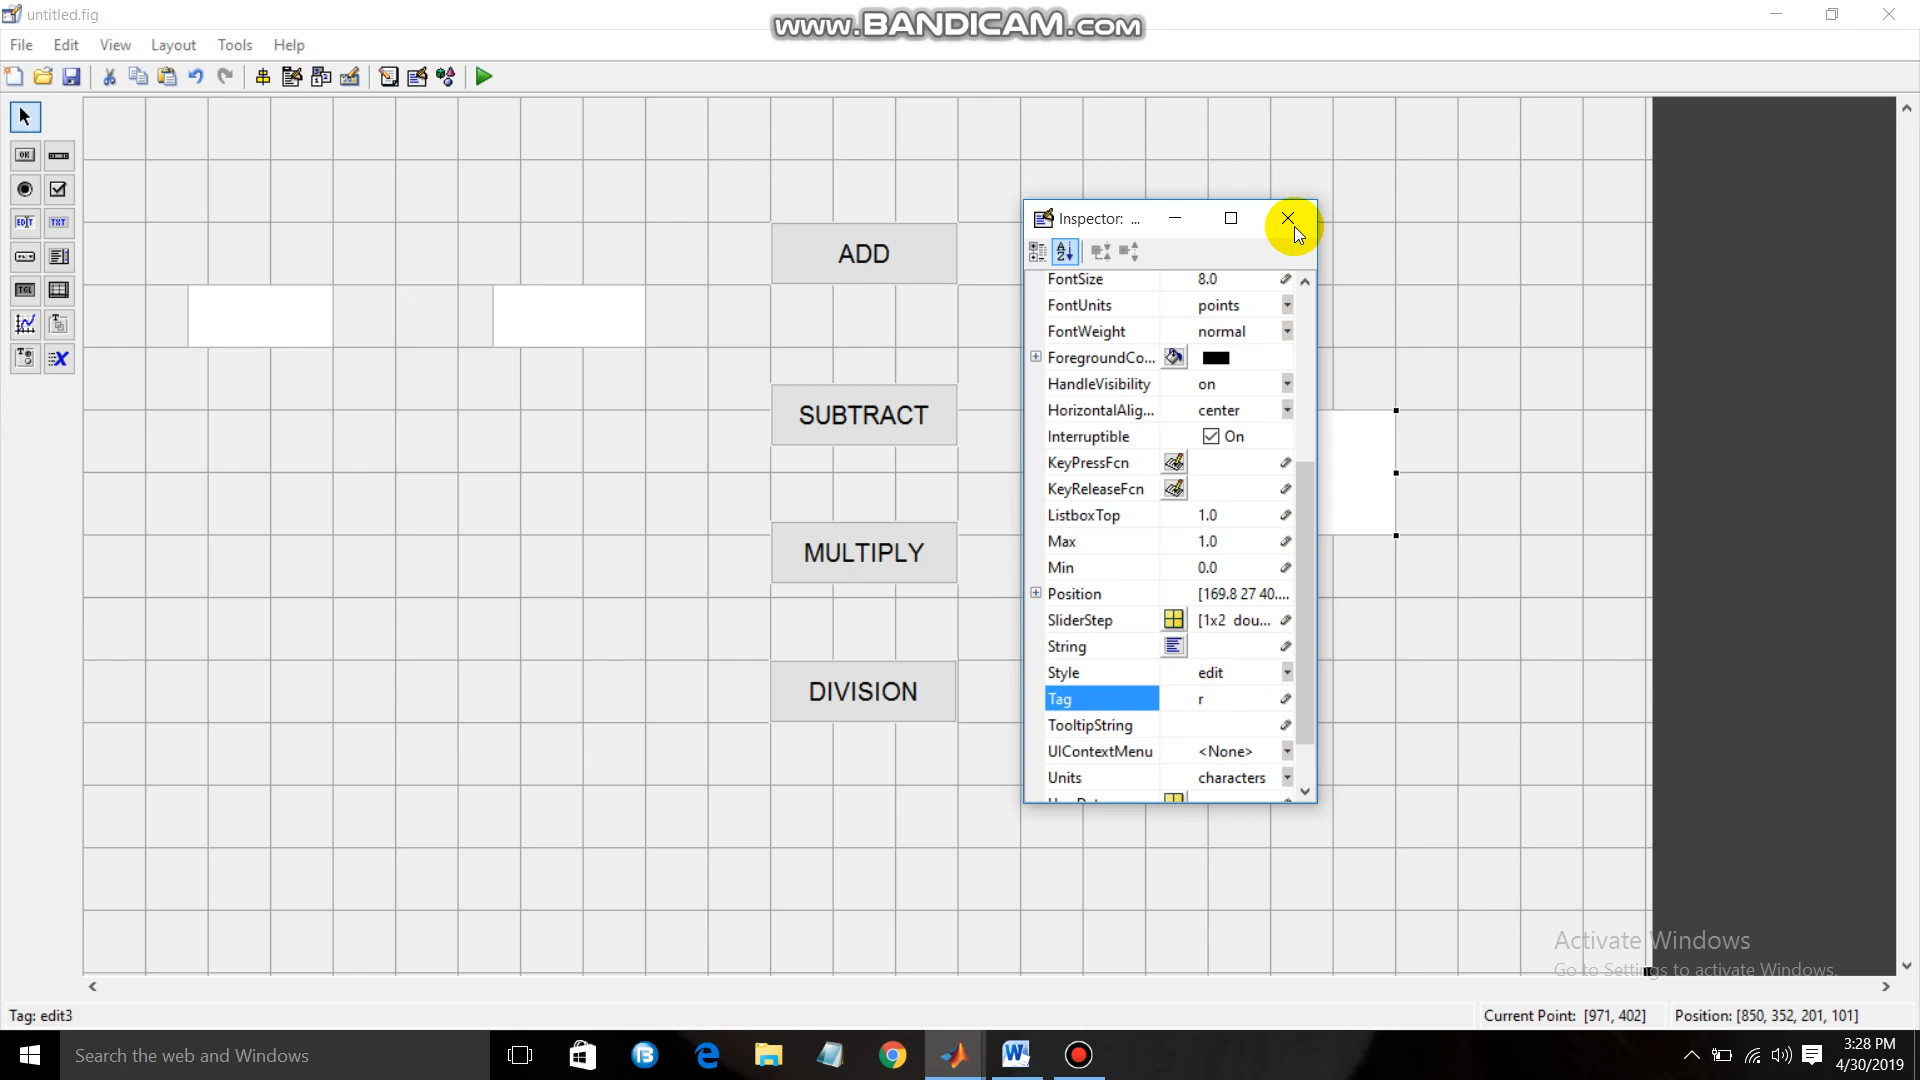 untitled.fig
www.BANDICAM.com
File Edit View Layout Tools Help
OK
EDIT TXT
TGL
ADD
SUBTRACT
MULTIPLY
DIVISION
Inspector: ...
FontSize 8.0
FontUnits points
FontWeight normal
ForegroundCo...
HandleVisibility on
HorizontalAlig... center
Interruptible On
KeyPressFcn
KeyReleaseFcn
ListboxTop 1.0
Max 1.0
Min 0.0
Position [169.8 27 40....
SliderStep [1x2 dou...
String
Style edit
Tag r
TooltipString
UIContextMenu <None>
Units characters
Activate Windows
Go to Settings to activate Windows.
Tag: edit3
Current Point: [971, 402] Position: [850, 352, 201, 101]
Search the web and Windows
3:28 PM
4/30/2019